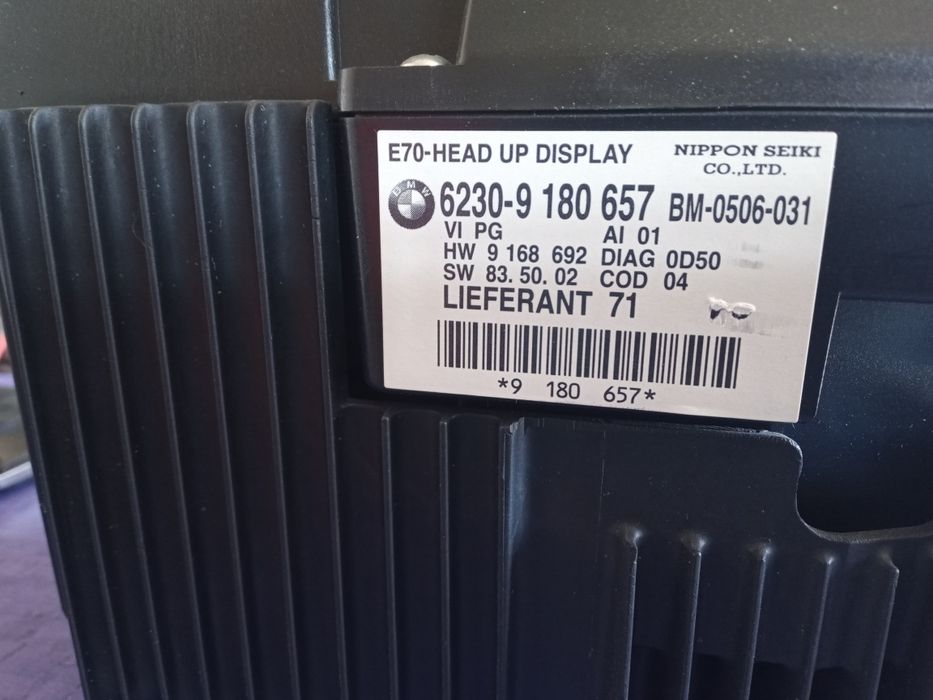 E70-HEAD UP DISPLAY
NIPPON SEIKI
CO.,LTD.
BMW
6230-9 180 657 BM-0506-031
VI PG AI 01
HW 9 168 692 DIAG 0D50
SW 83.50.02 COD 04
LIEFERANT 71
*9 180 657*